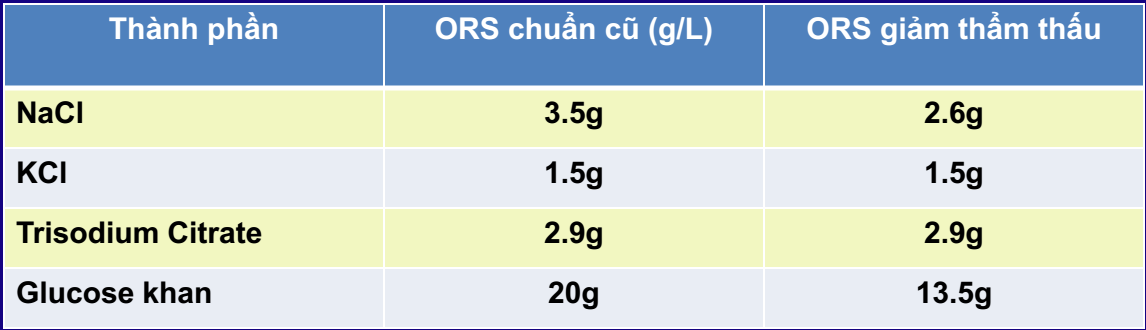 Thành phần ORS chuẩn cũ (g/L) ORS giảm thẩm thấu
NaCl 3.5g 2.6g
KCl 1.5g 1.5g
Trisodium Citrate 2.9g 2.9g
Glucose khan 20g 13.5g